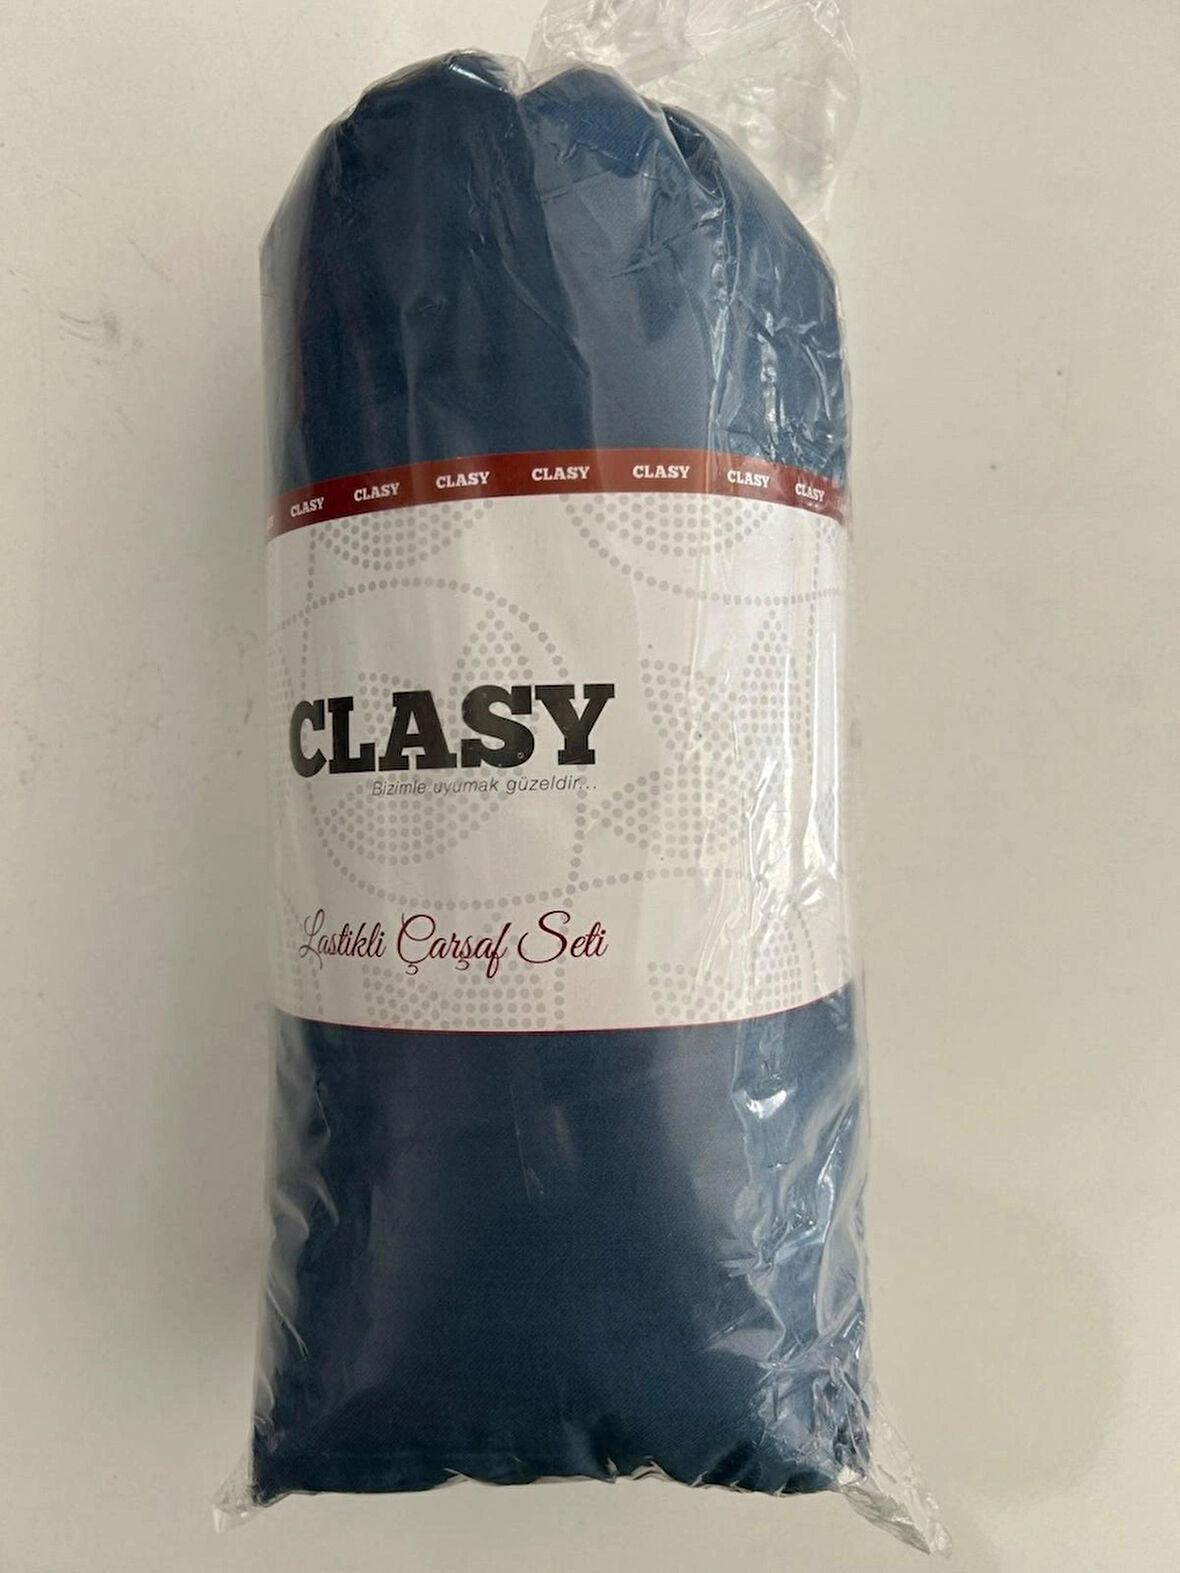 CLASY CLASY CLASY CLASY CLASY CLASY CLASY
CLASY
Bizimle uyumak güzeldir...
Lastikli Çarşaf Seti